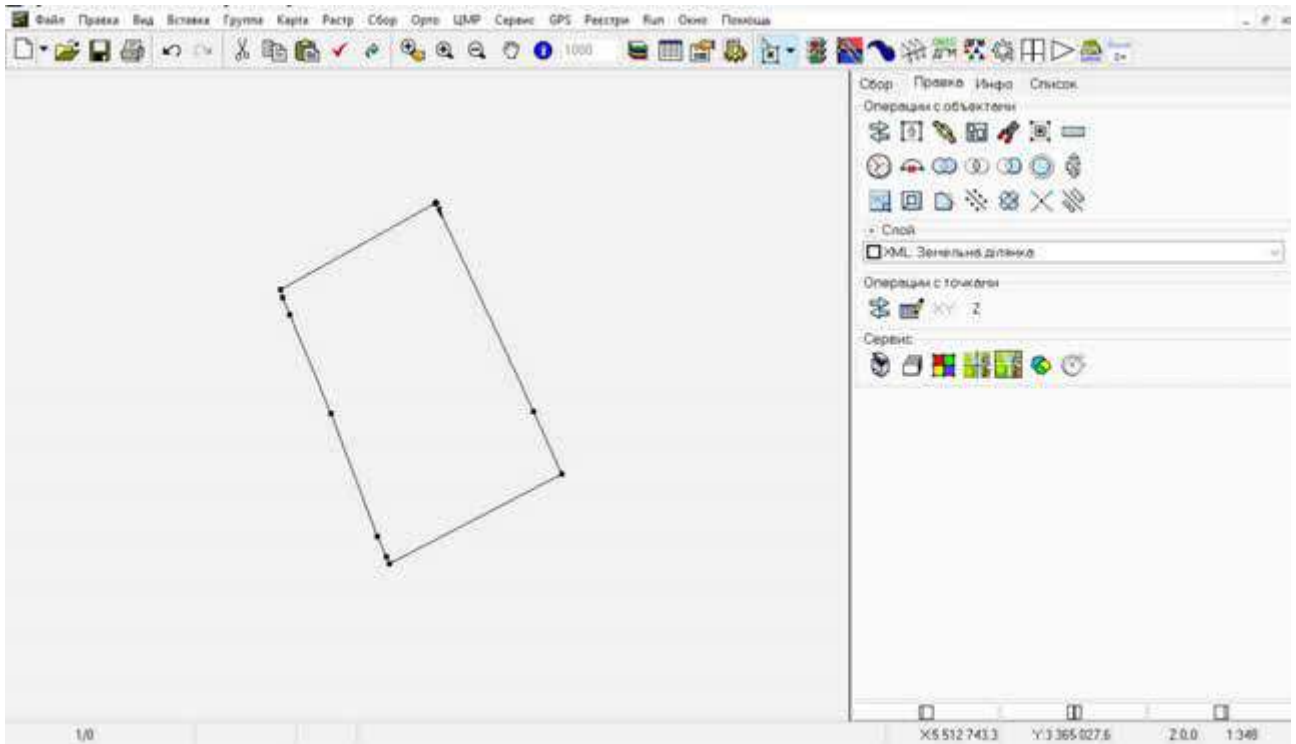 Файл Правка Вид Вставка Группа Карта Растр Сбор Орто ЦМР Сервис GPS Реестри Run Окно Помощь
1000
Сбор Правка Инфо Список
Операции с объектами
Слой
XML Земельна ділянка
Операции с точками
XY Z
Сервис
1/0 X:5 512 743.3 Y:3 365 027.6 Z:0.0 1:348